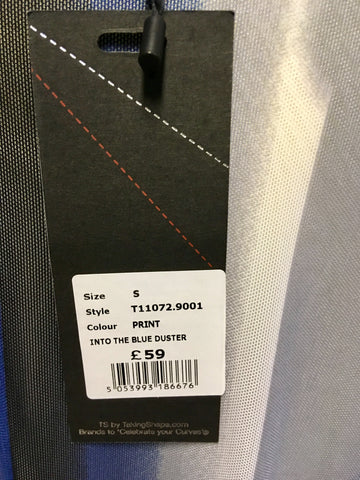 Size S
Style T11072.9001
Colour PRINT
INTO THE BLUE DUSTER
£59
5 053993 186676
TS by TakingShape.com
Brands to "Celebrate your Curves"®